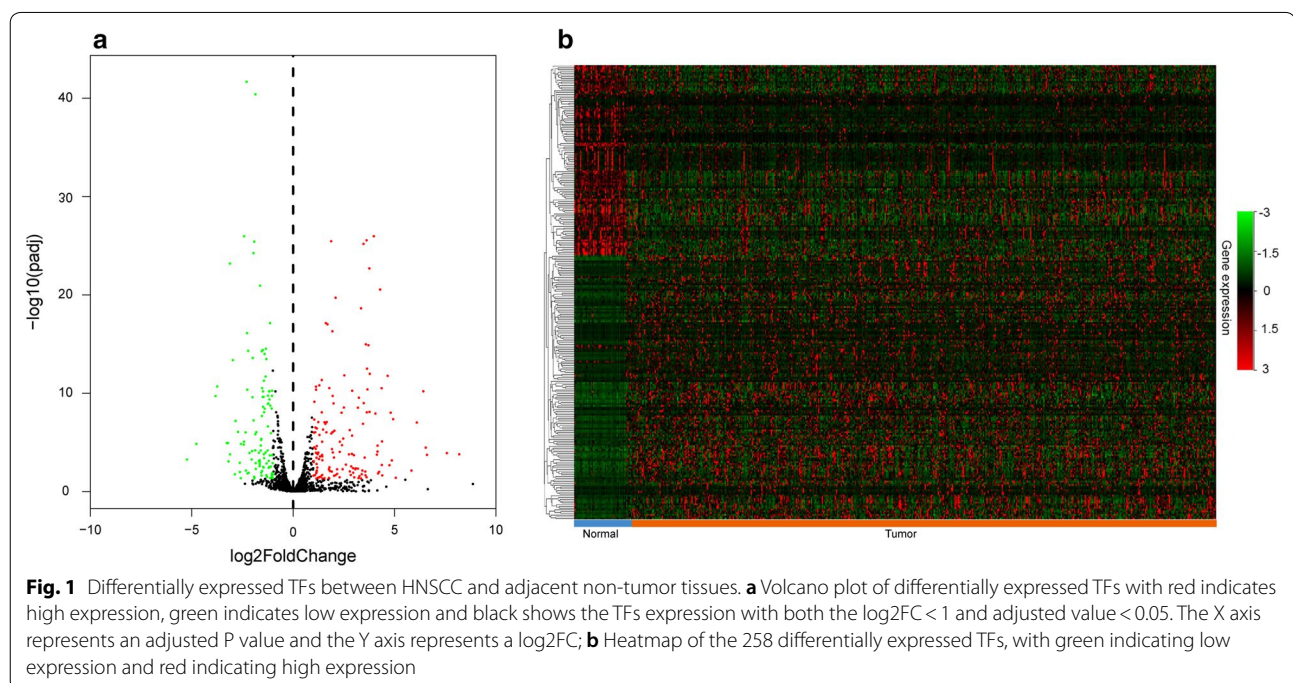 a
b
40
30
20
10
0
−log10(padj)
−10
−5
0
5
10
log2FoldChange
Normal
Tumor
-3
-1.5
0
1.5
3
Gene expression
Fig. 1 Differentially expressed TFs between HNSCC and adjacent non-tumor tissues. a Volcano plot of differentially expressed TFs with red indicates
high expression, green indicates low expression and black shows the TFs expression with both the log2FC < 1 and adjusted value < 0.05. The X axis
represents an adjusted P value and the Y axis represents a log2FC; b Heatmap of the 258 differentially expressed TFs, with green indicating low
expression and red indicating high expression